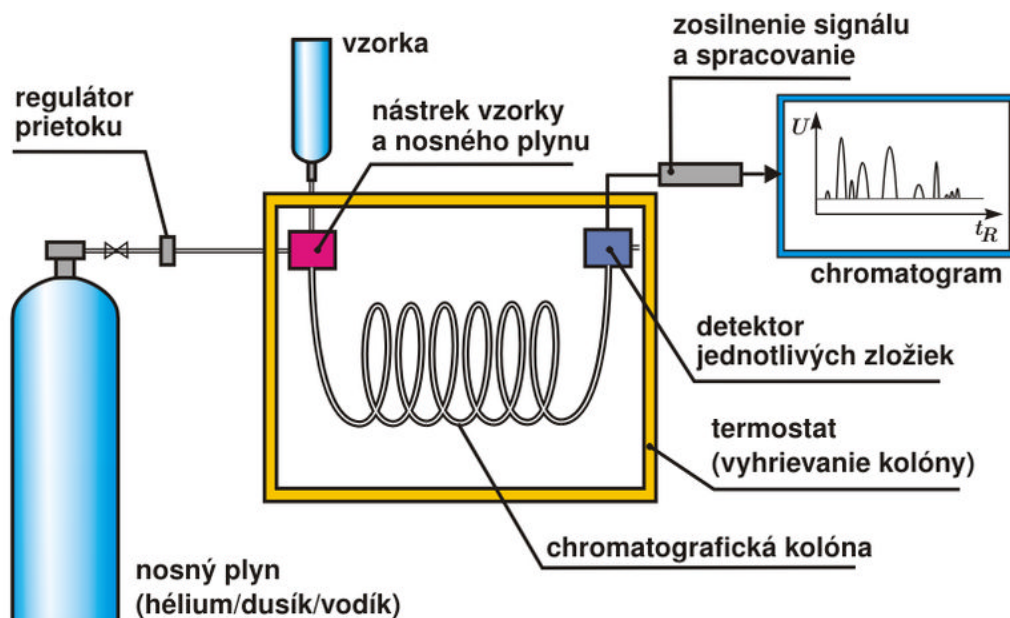 zosilnenie signálu
a spracovanie
vzorka
regulátor
prietoku
nástrek vzorky
a nosného plynu
U
t_R
chromatogram
detektor
jednotlivých zložiek
termostat
(vyhrievanie kolóny)
chromatografická kolóna
nosný plyn
(hélium/dusík/vodík)